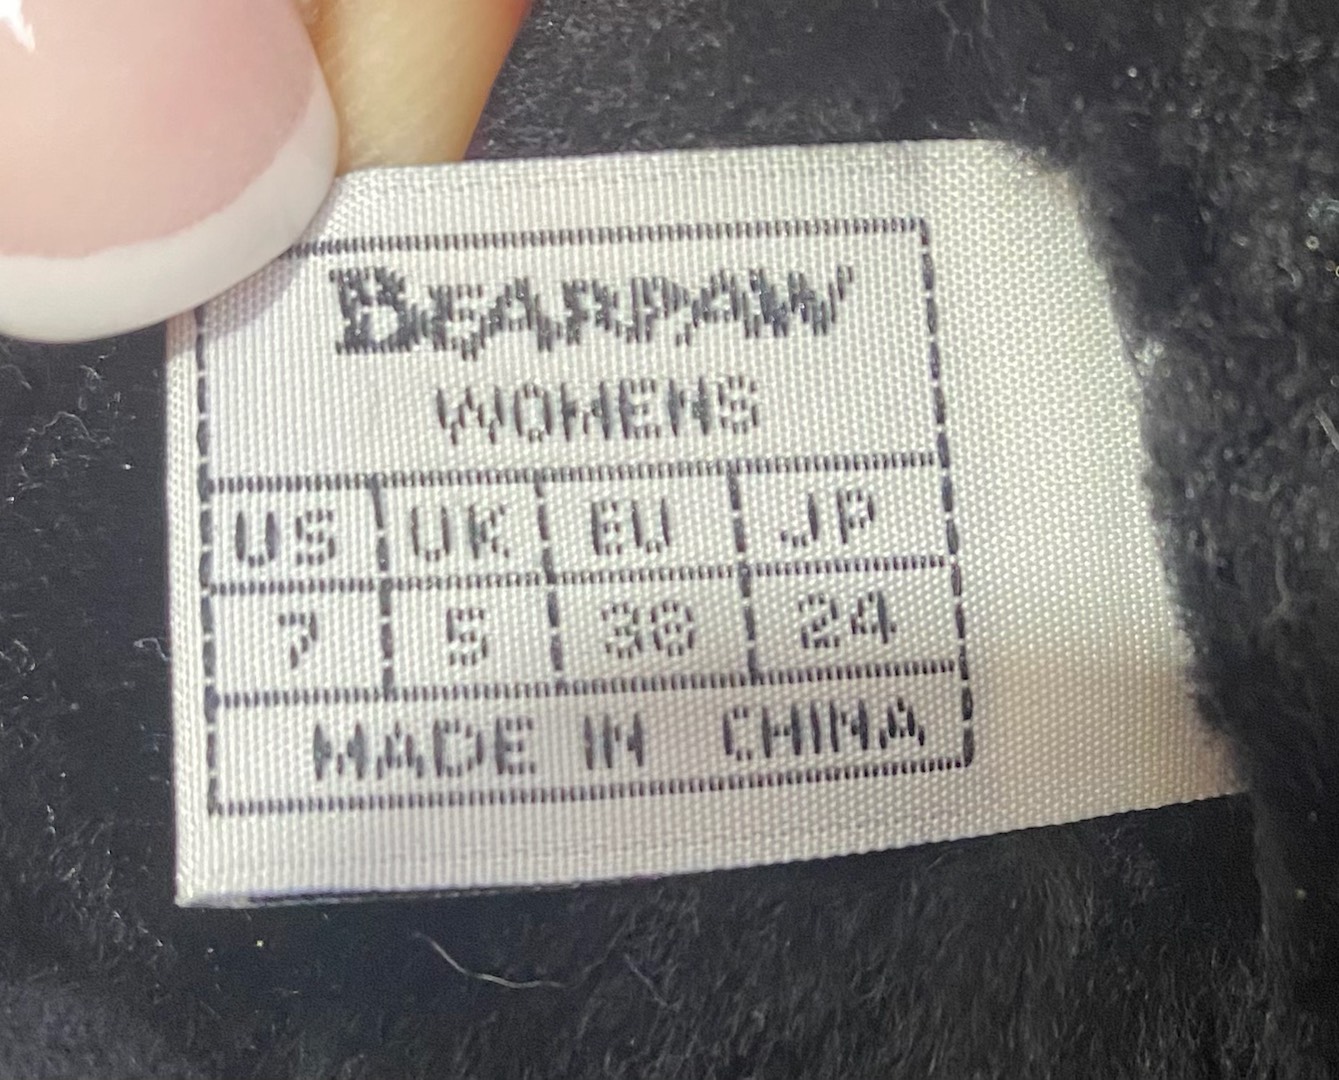 BEARPAW
WOMENS
US UK EU JP
7 5 38 24
MADE IN CHINA